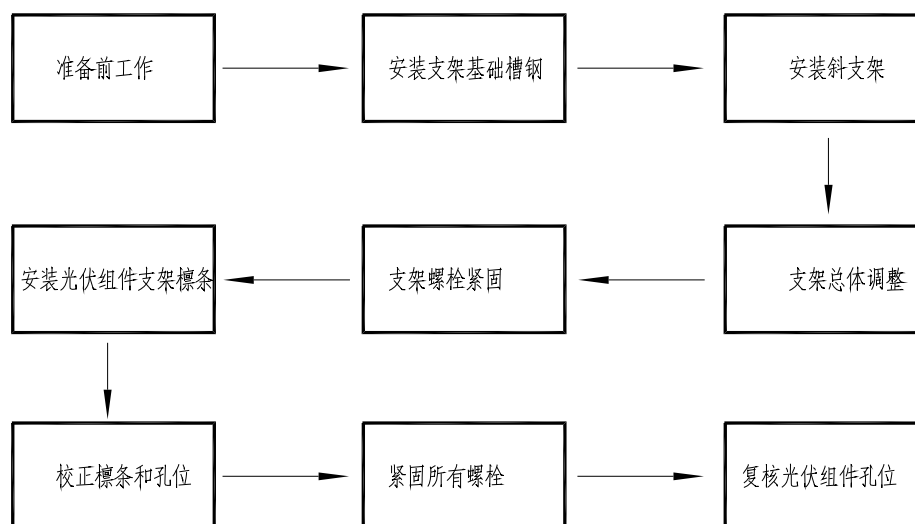 准备前工作
安装支架基础槽钢
安装斜支架
支架总体调整
支架螺栓紧固
安装光伏组件支架檩条
校正檩条和孔位
紧固所有螺栓
复核光伏组件孔位